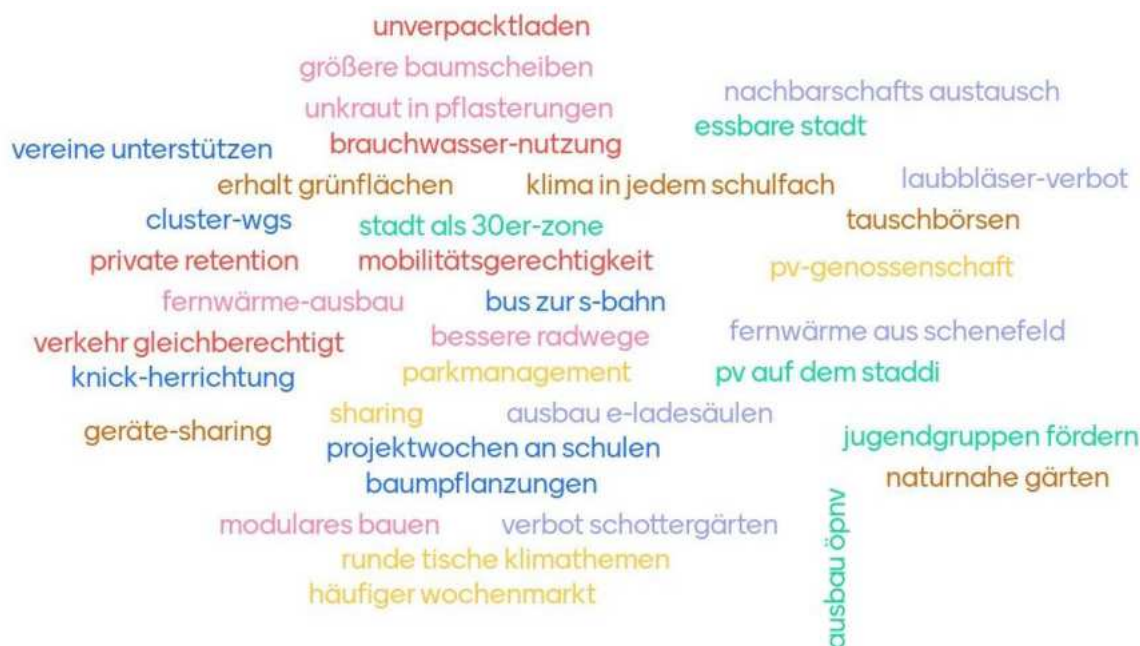 unverpacktladen
größere baumscheiben
nachbarschafts austausch
unkraut in pflasterungen
essbare stadt
vereine unterstützen
brauchwasser-nutzung
erhalt grünflächen
klima in jedem schulfach
laubbläser-verbot
cluster-wgs
stadt als 30er-zone
tauschbörsen
private retention
mobilitätsgerechtigkeit
pv-genossenschaft
fernwärme-ausbau
bus zur s-bahn
verkehr gleichberechtigt
bessere radwege
fernwärme aus schenefeld
knick-herrichtung
parkmanagement
pv auf dem staddi
geräte-sharing
sharing
ausbau e-ladesäulen
projektwochen an schulen
jugendgruppen fördern
baumpflanzungen
naturnahe gärten
modulares bauen
verbot schottergärten
runde tische klimathemen
häufiger wochenmarkt
ausbau öpnv